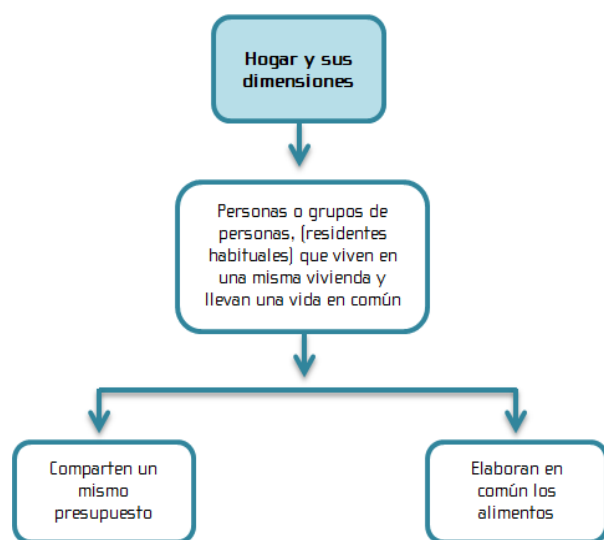 Hogar y sus
dimensiones
Personas o grupos de
personas, (residentes
habituales) que viven en
una misma vivienda y
llevan una vida en común
Comparten un
mismo
presupuesto
Elaboran en
común los
alimentos